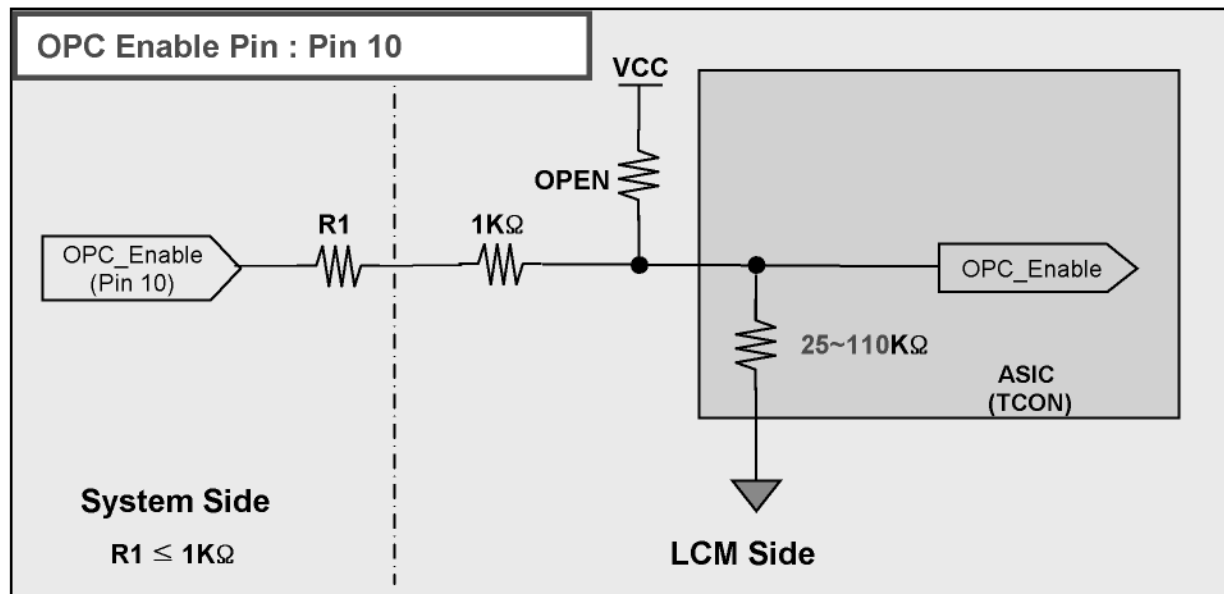 OPC Enable Pin : Pin 10
VCC
OPEN
R1
1KΩ
OPC_Enable
(Pin 10)
OPC_Enable
25~110KΩ
ASIC
(TCON)
System Side
R1 ≤ 1KΩ
LCM Side